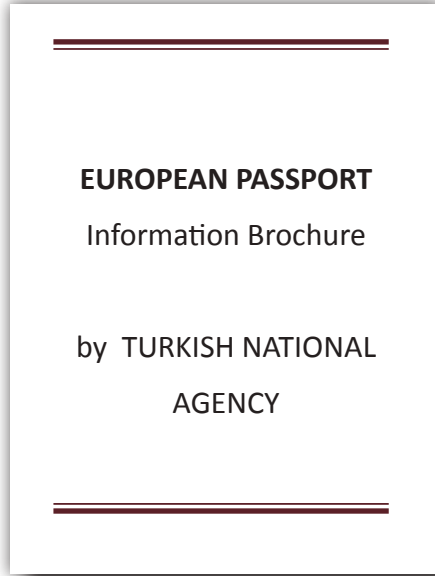 EUROPEAN PASSPORT
Information Brochure
by TURKISH NATIONAL
AGENCY